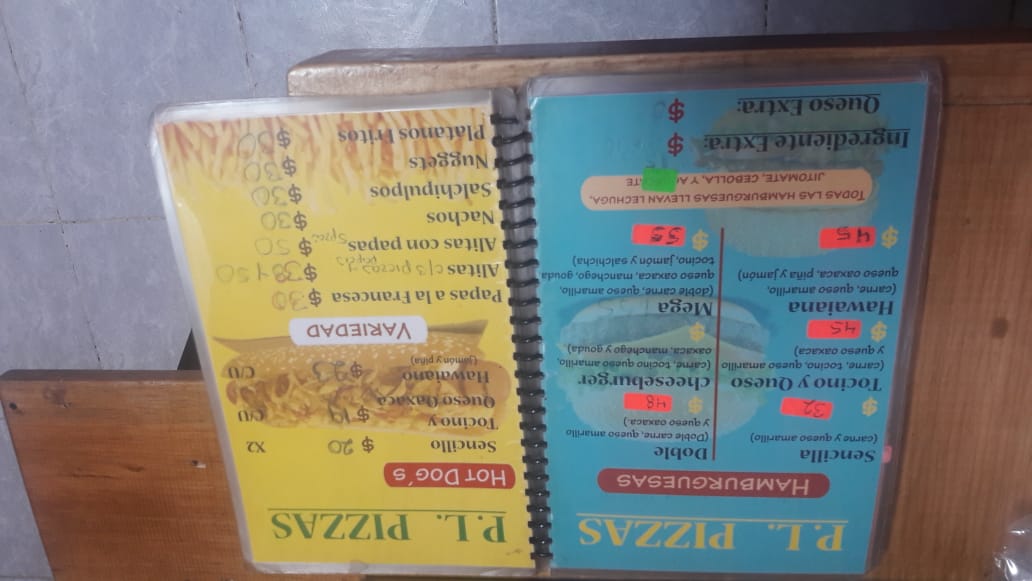 P.L. PIZZAS
HAMBURGUESAS
Sencilla
(carne y queso amarillo)
$ 32
Tocino y Queso
(carne, tocino, queso amarillo
y queso oaxaca)
$ 45
Hawaiana
(carne, queso amarillo,
queso oaxaca, piña y jamón)
$ 45
Doble
(Doble carne, queso amarillo
y queso oaxaca.)
$ 48
cheeseburger
(carne, tocino, queso amarillo,
oaxaca, manchego y gouda)
$
Mega
(doble carne, queso amarillo,
queso oaxaca, manchego, gouda
tocino, jamón y salchicha)
$ 55
TODAS LAS HAMBURGUESAS LLEVAN LECHUGA,
JITOMATE, CEBOLLA, Y
Ingrediente Extra: $
Queso Extra: $
P.L. PIZZAS
HOT DOG´S
Sencillo $ 20 X2
Tocino y
Queso Oaxaca $ 19 C/U
Hawaiano $ 23 C/U
(jamón y piña)
VARIEDAD
Papas a la Francesa $ 30
Alitas c/3 piezas y papas $ 38
Alitas con papas $ 50
Nachos $ 30
Salchipulpos $ 30
Nuggets $ 30
Platanos Fritos $